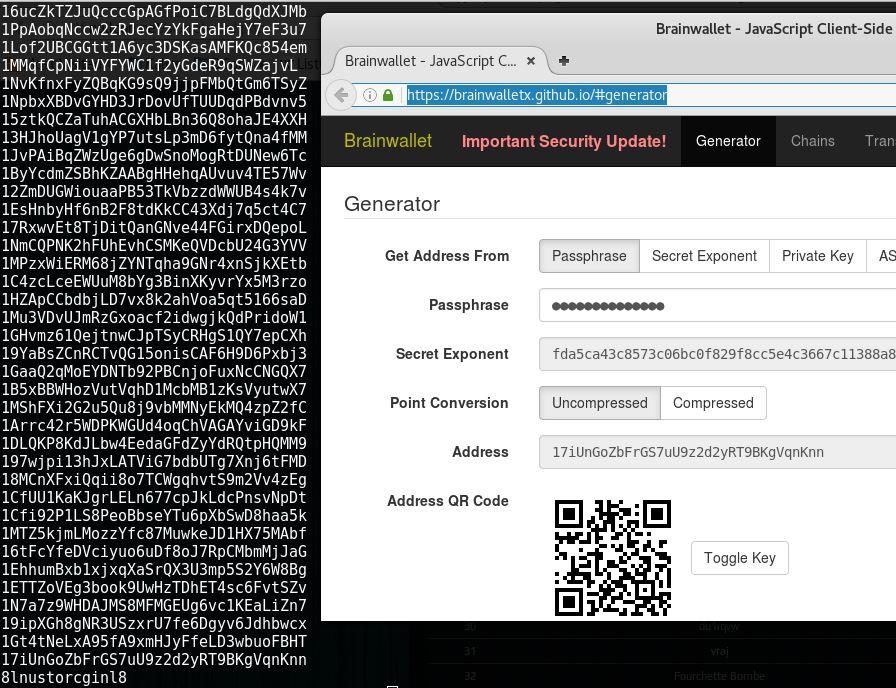 16ucZkTZJuQcccGpAGfPoiC7BLdgQdXJMb
1PpAobqNccw2zRJecYzYkFgaHejY7eF3u7
1Lof2UBCGGtt1A6yc3DSKasAMFKQc854em
1MMqfCpNiiVYFYWC1f2yGdeR9qSWZajvL
1NvKfnxFyZQBqKG9sQ9jjpFMbQtGm6TSyZ
1NpbxXBDvGYHD3JrDovUfTUUDqdPBdvnv5
15ztkQCZaTuhACGXHbLBn36Q8ohaJE4XXH
13HJhoUagV1gYP7utsLp3mD6fytQna4fMM
1JvPAiBqZWzUge6gDwSnoMogRtDUNew6Tc
1ByYcdmZSBhKZAABgHHehqAUvuv4TE57Wv
12ZmDUGWiouaaPB53TkVbzzdWWUB4s4k7v
1EsHnbyHf6nB2F8tdKkCC43Xdj7q5ct4C7
17RxwvEt8TjDitQanGNve44FGirxDQepoL
1NmCQPNK2hFUhEvhCSMKeQVDcbU24G3YVV
1MPzxWiERM68jZYNTqha9GNr4xnSjkXEtb
1C4zcLceEWUuM8bYg3BinXKyvrYx5M3rzo
1HZApCCbdbjLD7vx8k2ahVoa5qt5166saD
1Mu3VDvUJmRzGxoacf2idwgjkQdPridoW1
1GHvmz61QejtnwCJpTSyCRHgS1QY7epCXh
19YaBsZCnRCTvQG15onisCAF6H9D6Pxbj3
1GaaQ2qMoEYDNTb92PBCnjoFuxNcCNGQX7
1B5xBBWHozVutVqhD1McbMB1zKsVyutwX7
1MShFXi2G2u5Qu8j9vbMMNyEkMQ4zpZ2fC
1Arrc42r5WDPKWGUd4oqChVAGAYviGD9kF
1DLQKP8KdJLbw4EedaGFdZyYdRQtpHQMM9
197wjpi13hJxLATViG7bdbUTg7Xnj6tFMD
18MCnXFxiQqii8o7TCWgqhvtS9m2Vv4zEg
1CfUU1KaKJgrLELn677cpJkLdcPnsvNpDt
1Cfi92P1LS8PeoBbseYTu6pXbSwD8haa5k
1MTZ5kjmLMozzYfc87MuwkeJD1HX75MAbf
16tFcYfeDVciyuo6uDf8oJ7RpCMbmMjJaG
1EhhumBxb1xjxqXaSrQX3U3mp5S2Y6W8Bg
1ETTZoVEg3book9UwHzTDhET4sc6FvtSZv
1N7a7z9WHDAJMS8MFMGEUg6vc1KEaLiZn7
19ipXGh8gNR3USzxrU7fe6Dgyv6Jdhbwcx
1Gt4tNeLxA95fA9xmHJyFfeLD3wbuoFBHT
17iUnGoZbFrGS7uU9z2d2yRT9BKgVqnKnn
8lnustorcginl8
Brainwallet - JavaScript Client-Side
Brainwallet - JavaScript C...
https://brainwalletx.github.io/#generator
Brainwallet Important Security Update! Generator Chains
Generator
Get Address From Passphrase Secret Exponent Private Key
Passphrase ●●●●●●●●●●●●●●
Secret Exponent fda5ca43c8573c06bc0f829f8cc5e4c3667c11388a8
Point Conversion Uncompressed Compressed
Address 17iUnGoZbFrGS7uU9z2d2yRT9BKgVqnKnn
Address QR Code
Toggle Key
30
31 vraj
32 Fourchette Bombe